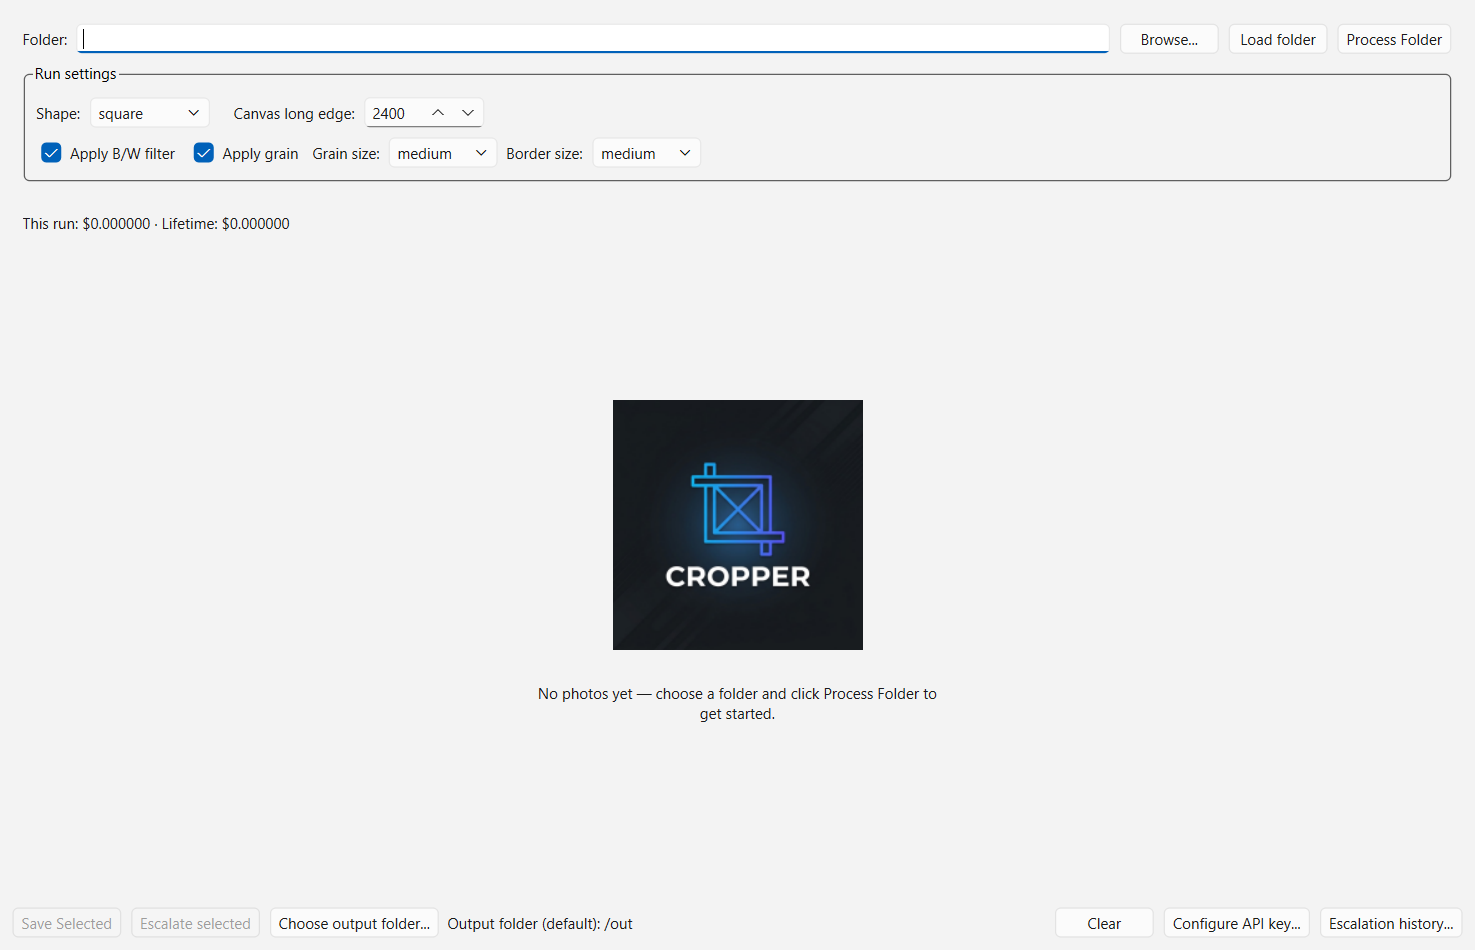 Folder: Browse... Load folder Process Folder
Run settings
Shape: square Canvas long edge: 2400
Apply B/W filter Apply grain Grain size: medium Border size: medium
This run: $0.000000 · Lifetime: $0.000000
CROPPER
No photos yet — choose a folder and click Process Folder to
get started.
Save Selected Escalate selected Choose output folder... Output folder (default): /out Clear Configure API key... Escalation history...